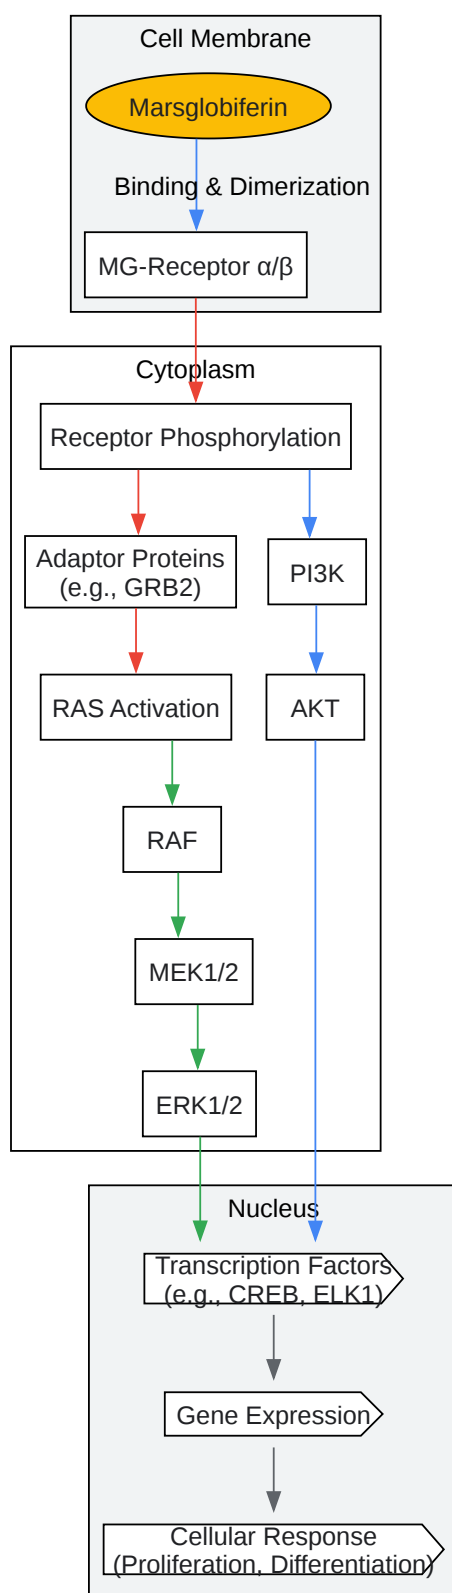 Cell Membrane
Marsglobiferin
Binding & Dimerization
MG-Receptor α/β
Cytoplasm
Receptor Phosphorylation
Adaptor Proteins
(e.g., GRB2)
PI3K
RAS Activation
AKT
RAF
MEK1/2
ERK1/2
Nucleus
Transcription Factors
(e.g., CREB, ELK1)
Gene Expression
Cellular Response
(Proliferation, Differentiation)